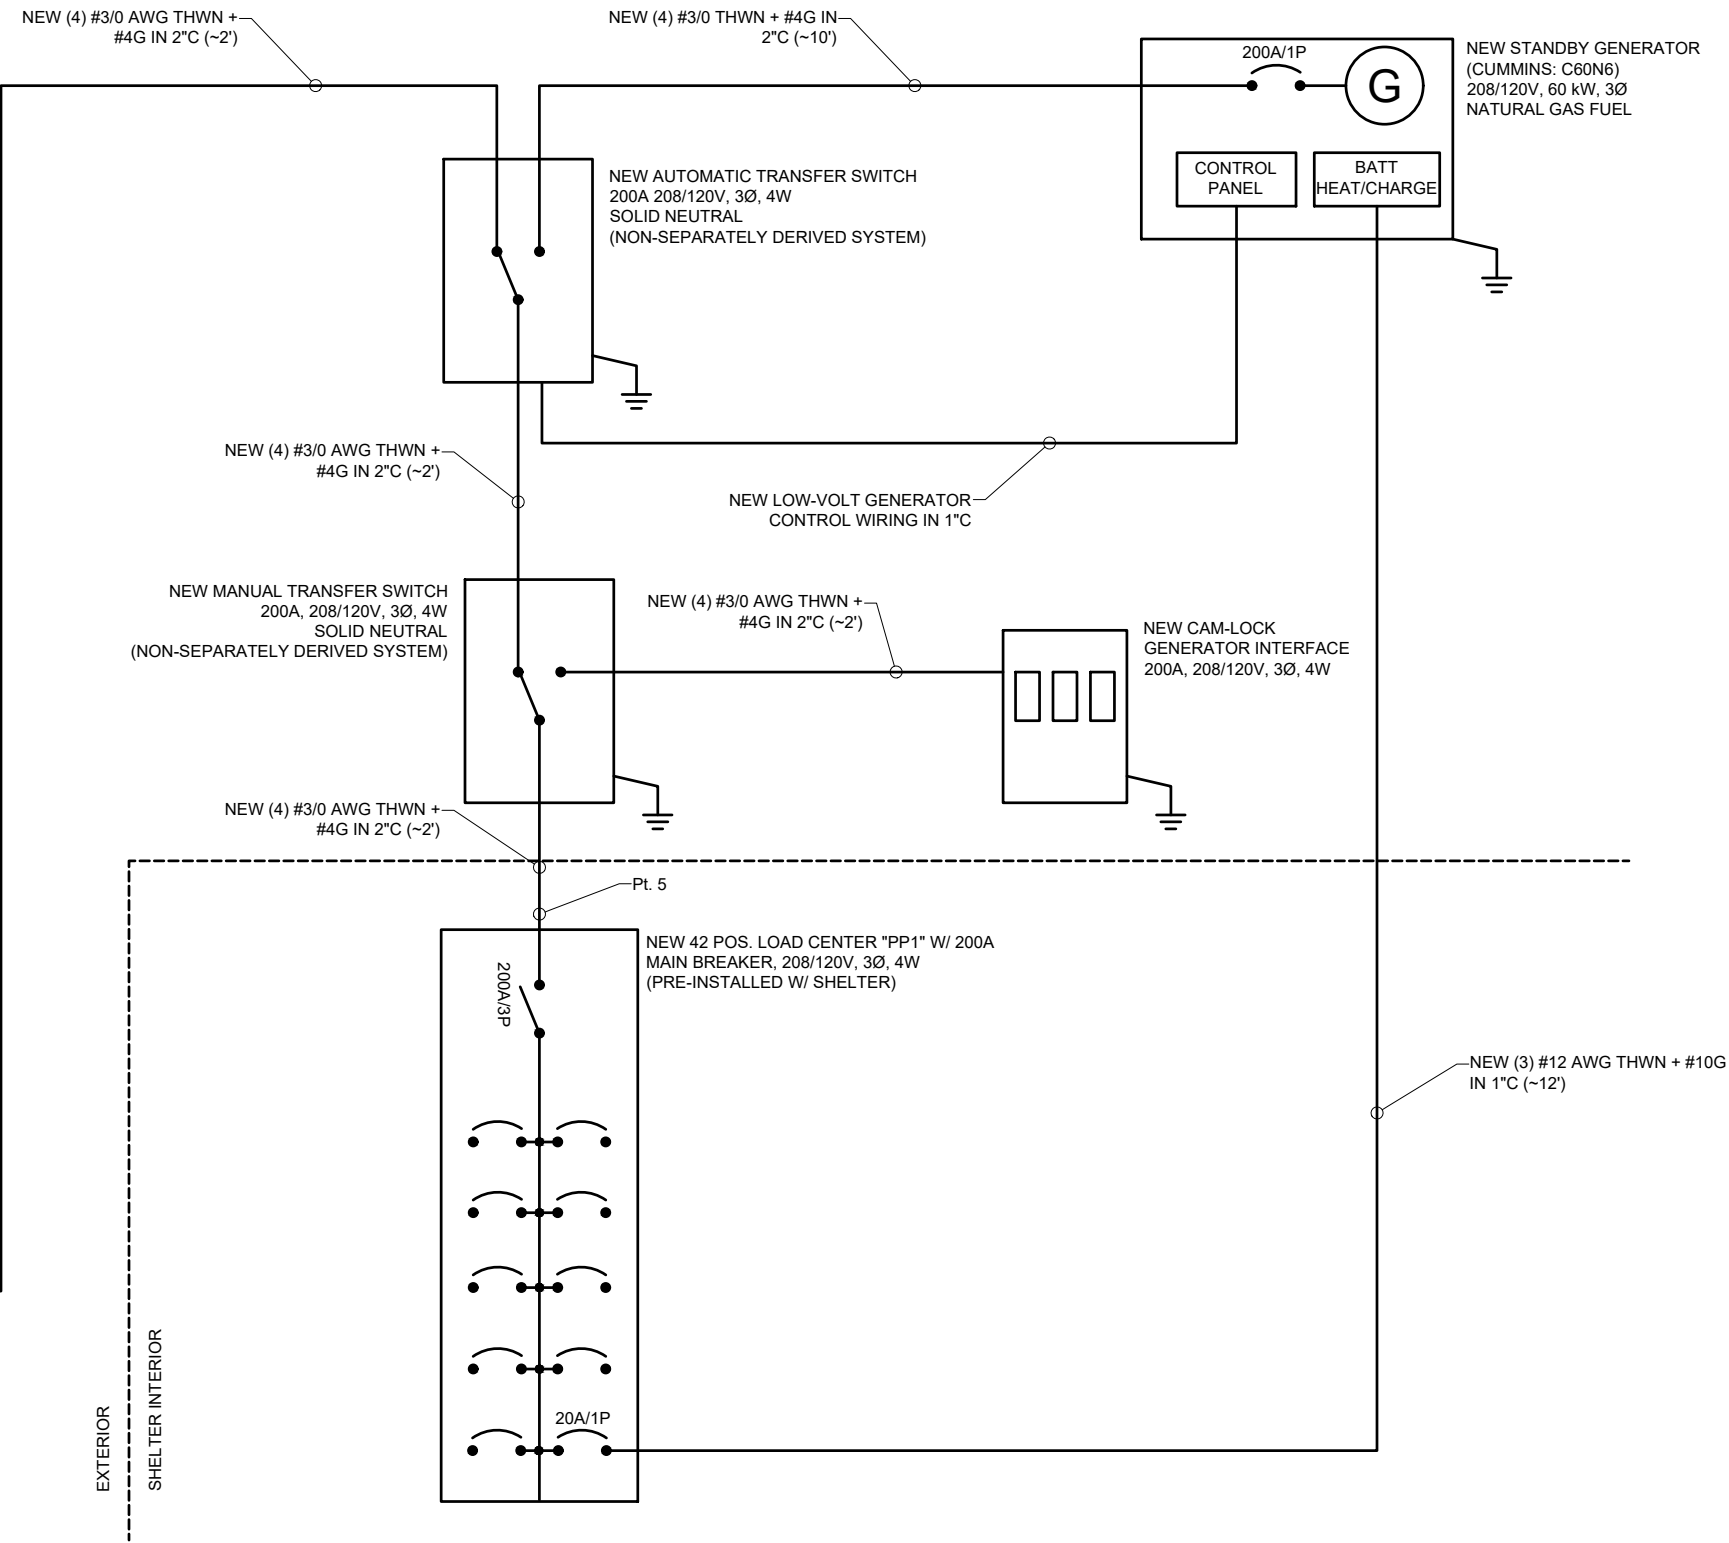 NEW (4) #3/0 AWG THWN +
#4G IN 2"C (~2')
NEW (4) #3/0 THWN + #4G IN
2"C (~10')
200A/1P
G
NEW STANDBY GENERATOR
(CUMMINS: C60N6)
208/120V, 60 kW, 3Ø
NATURAL GAS FUEL
CONTROL
PANEL
BATT
HEAT/CHARGE
NEW AUTOMATIC TRANSFER SWITCH
200A 208/120V, 3Ø, 4W
SOLID NEUTRAL
(NON-SEPARATELY DERIVED SYSTEM)
NEW (4) #3/0 AWG THWN +
#4G IN 2"C (~2')
NEW LOW-VOLT GENERATOR
CONTROL WIRING IN 1"C
NEW MANUAL TRANSFER SWITCH
200A, 208/120V, 3Ø, 4W
SOLID NEUTRAL
(NON-SEPARATELY DERIVED SYSTEM)
NEW (4) #3/0 AWG THWN +
#4G IN 2"C (~2')
NEW CAM-LOCK
GENERATOR INTERFACE
200A, 208/120V, 3Ø, 4W
NEW (4) #3/0 AWG THWN +
#4G IN 2"C (~2')
Pt. 5
NEW 42 POS. LOAD CENTER "PP1" W/ 200A
MAIN BREAKER, 208/120V, 3Ø, 4W
(PRE-INSTALLED W/ SHELTER)
200A/3P
NEW (3) #12 AWG THWN + #10G
IN 1"C (~12')
20A/1P
EXTERIOR
SHELTER INTERIOR